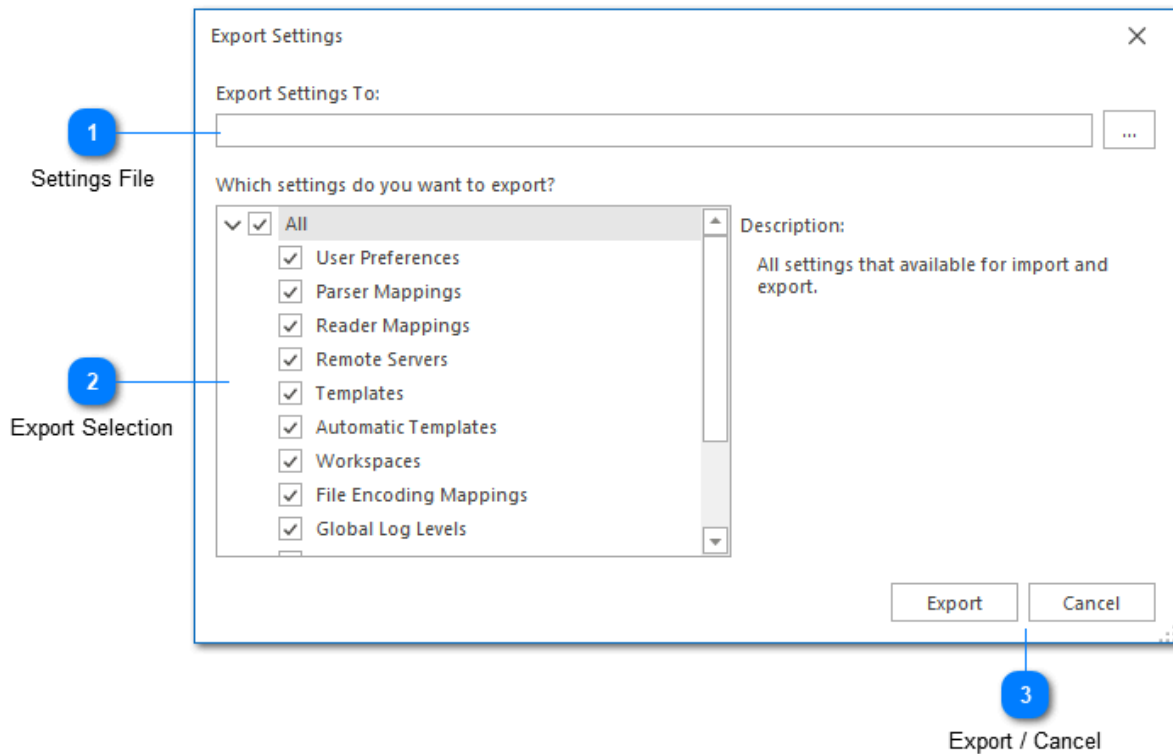 Export Settings
Export Settings To:
...
1
Settings File
Which settings do you want to export?
All
Description:
User Preferences
All settings that available for import and
export.
Parser Mappings
Reader Mappings
Remote Servers
2
Templates
Export Selection
Automatic Templates
Workspaces
File Encoding Mappings
Global Log Levels
Export
Cancel
3
Export / Cancel